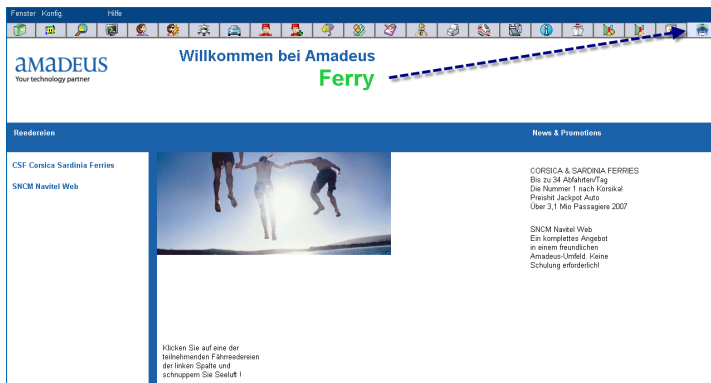 Fenster Konfig. Hilfe
amadeus
Your technology partner
Willkommen bei Amadeus
Ferry
Reedereien
News & Promotions
CSF Corsica Sardinia Ferries
SNCM Navitel Web
CORSICA & SARDINIA FERRIES
Bis zu 34 Abfahrten/Tag
Die Nummer 1 nach Korsika!
Preishit Jackpot Auto
Über 3,1 Mio Passagiere 2007
SNCM Navitel Web
Ein komplettes Angebot
in einem freundlichen
Amadeus-Umfeld. Keine
Schulung erforderlich!
Klicken Sie auf eine der
teilnehmenden Fährreedereien
der linken Spalte und
schnuppern Sie Seeluft !